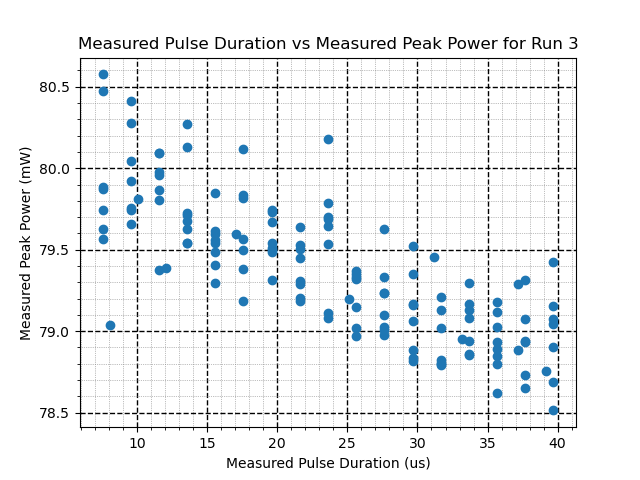 Measured Pulse Duration vs Measured Peak Power for Run 3
80.5
80.0
79.5
79.0
78.5
Measured Peak Power (mW)
10 15 20 25 30 35 40
Measured Pulse Duration (us)